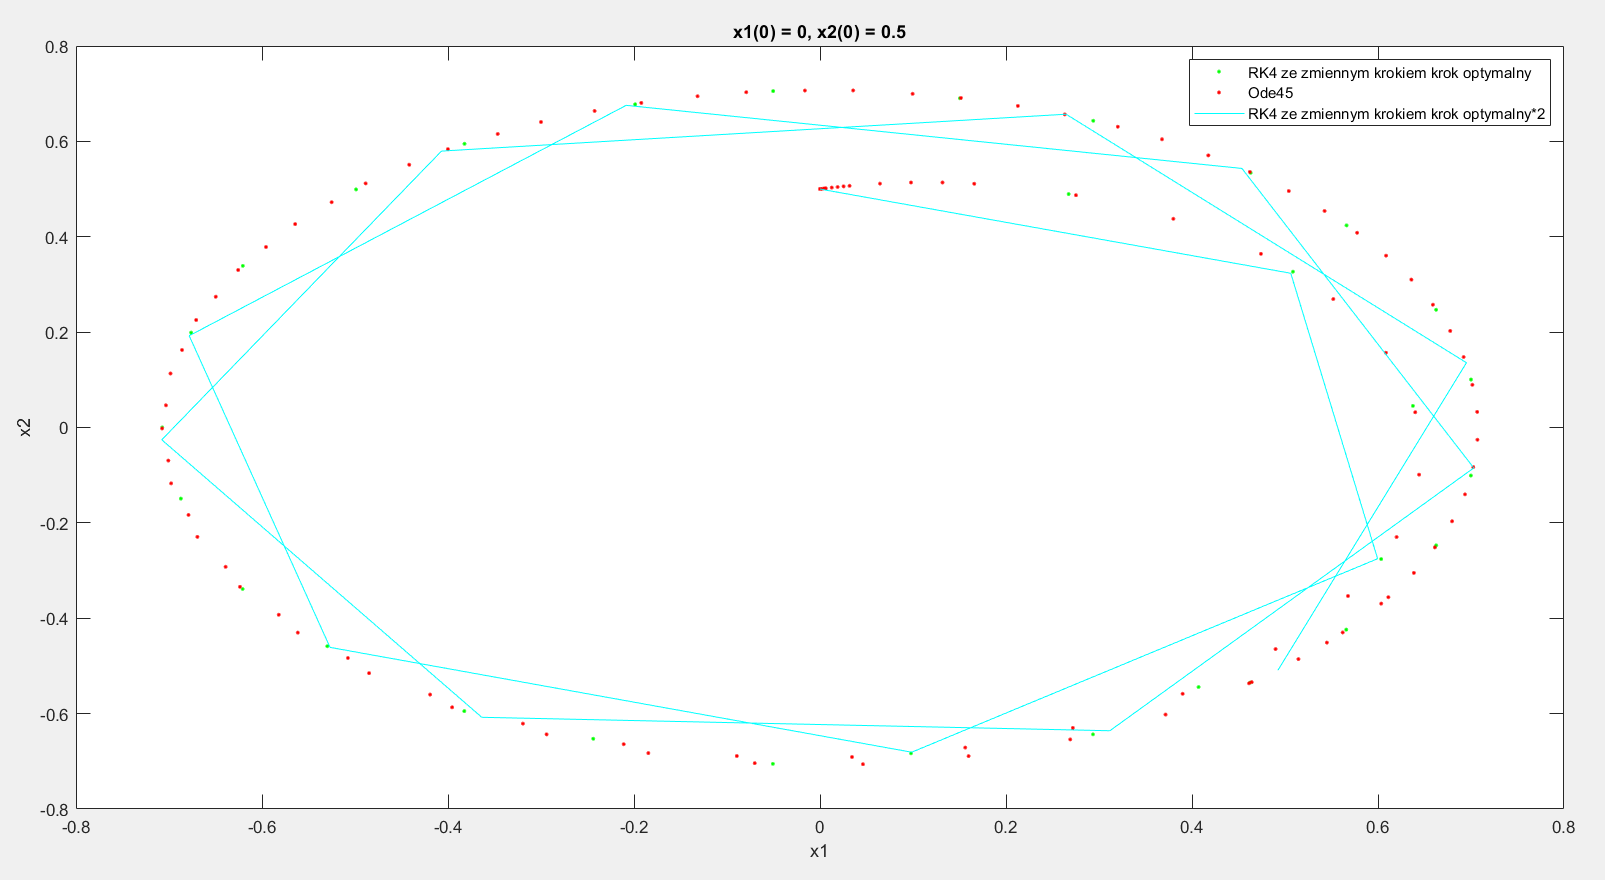 x1(0) = 0, x2(0) = 0.5
RK4 ze zmiennym krokiem krok optymalny
Ode45
RK4 ze zmiennym krokiem krok optymalny*2
0.8
0.6
0.4
0.2
0
-0.2
-0.4
-0.6
-0.8
x2
-0.8 -0.6 -0.4 -0.2 0 0.2 0.4 0.6 0.8
x1